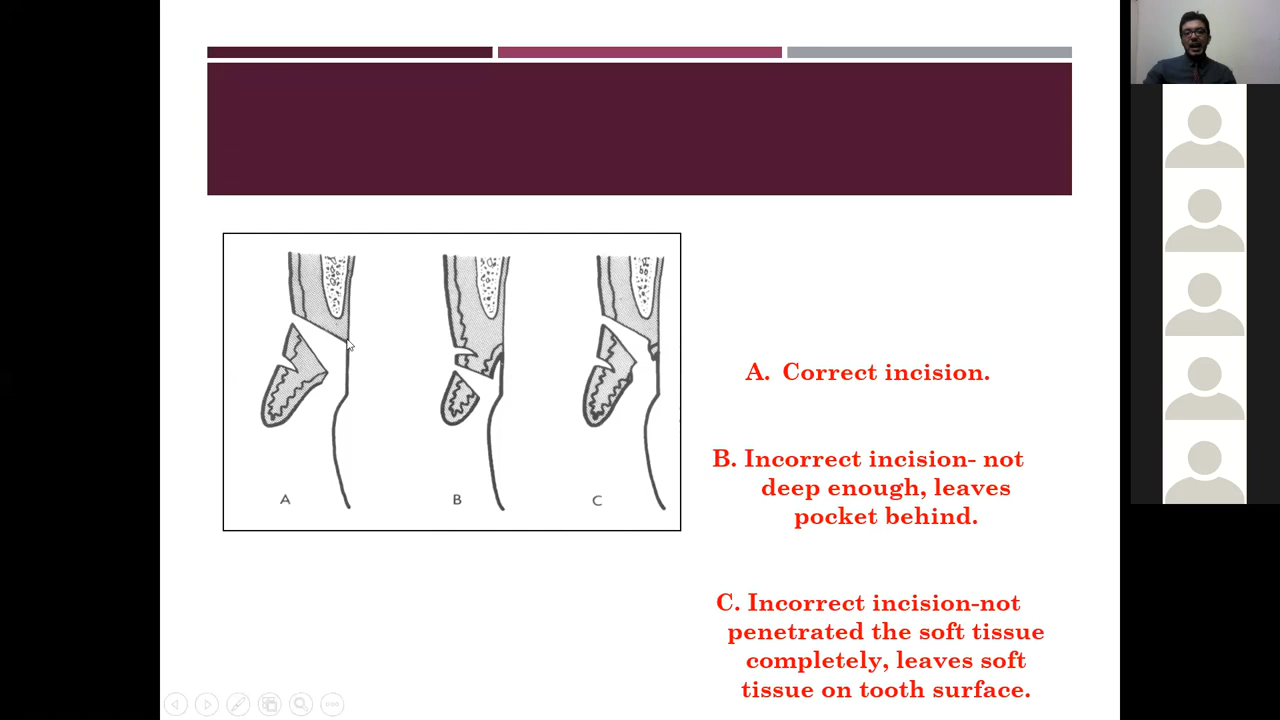 A
B
C
A. Correct incision.
B. Incorrect incision- not
deep enough, leaves
pocket behind.
C. Incorrect incision-not
penetrated the soft tissue
completely, leaves soft
tissue on tooth surface.